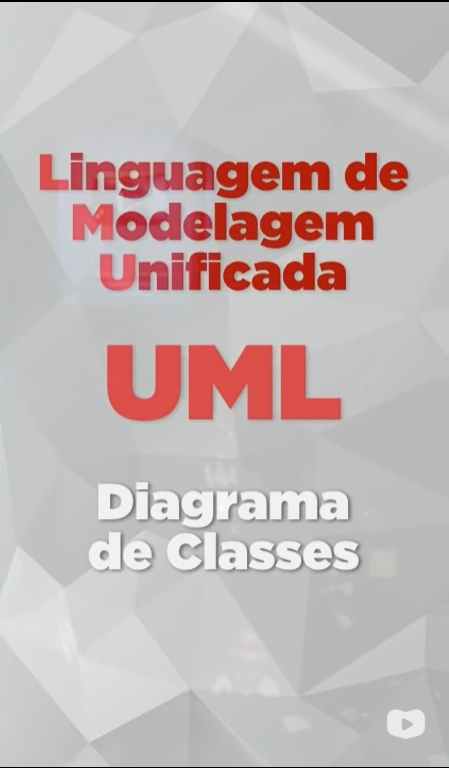 Linguagem de
Modelagem
Unificada
UML
Diagrama
de Classes